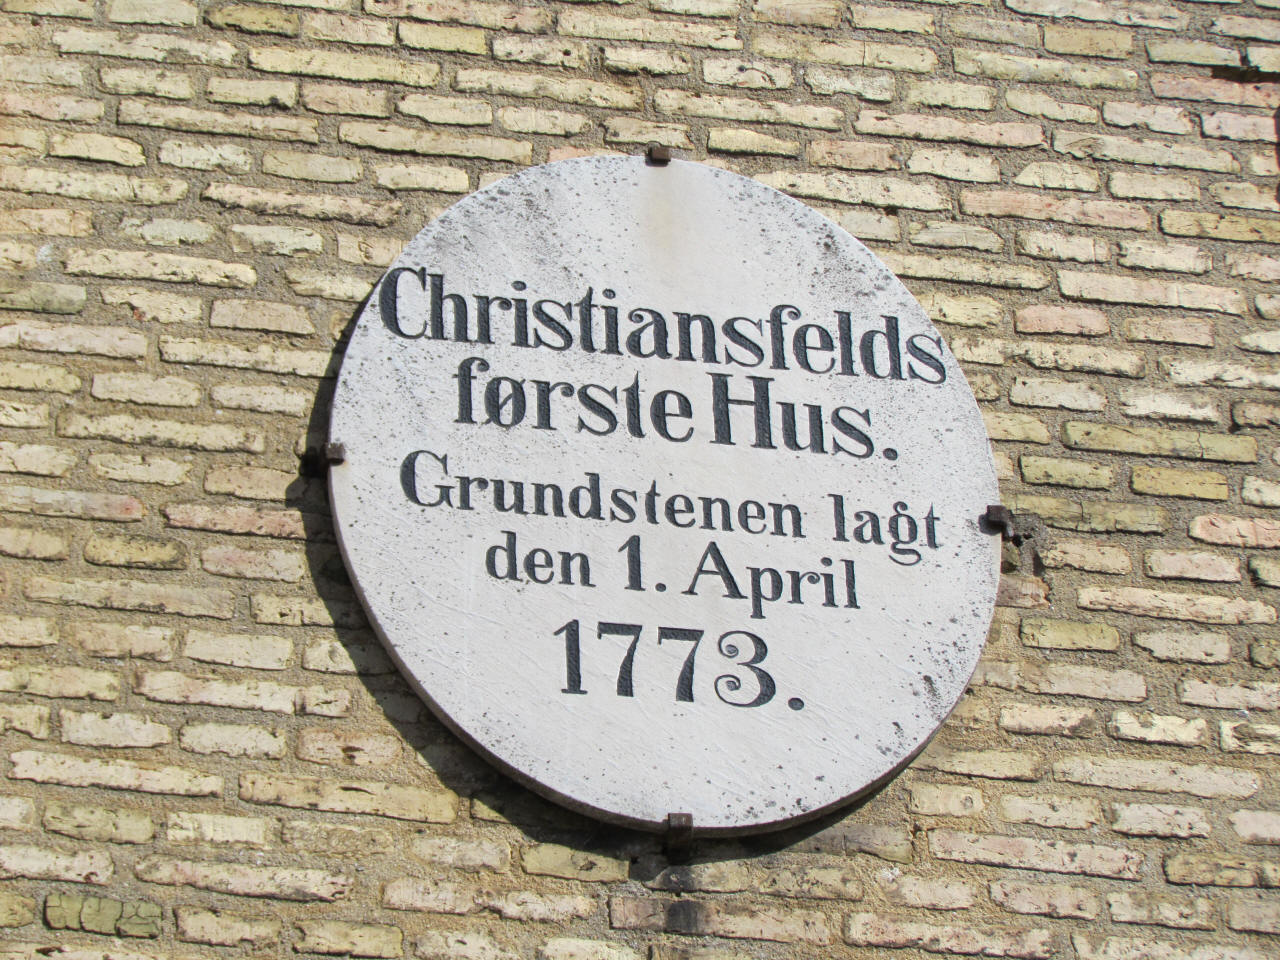 Christiansfelds
første Hus.
Grundstenen lagt
den 1. April
1773.